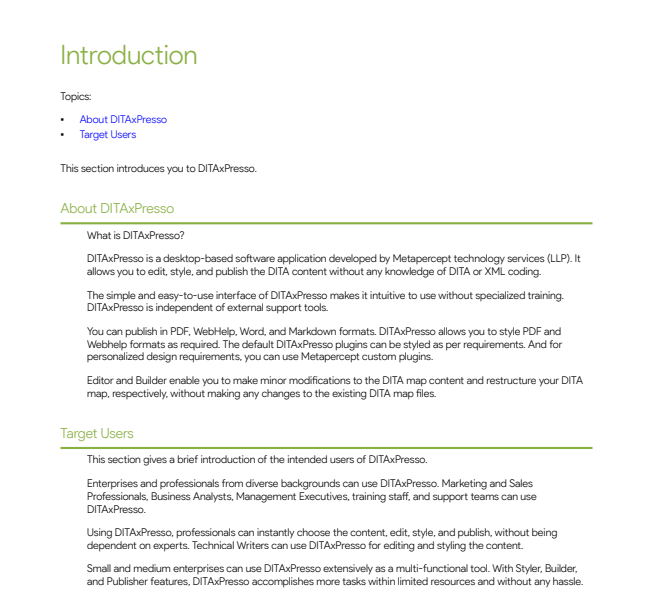 Introduction
Topics:
• About DITAxPresso
• Target Users
This section introduces you to DITAxPresso.
About DITAxPresso
What is DITAxPresso?
DITAxPresso is a desktop-based software application developed by Metapercept technology services (LLP). It
allows you to edit, style, and publish the DITA content without any knowledge of DITA or XML coding.
The simple and easy-to-use interface of DITAxPresso makes it intuitive to use without specialized training.
DITAxPresso is independent of external support tools.
You can publish in PDF, WebHelp, Word, and Markdown formats. DITAxPresso allows you to style PDF and
Webhelp formats as required. The default DITAxPresso plugins can be styled as per requirements. And for
personalized design requirements, you can use Metapercept custom plugins.
Editor and Builder enable you to make minor modifications to the DITA map content and restructure your DITA
map, respectively, without making any changes to the existing DITA map files.
Target Users
This section gives a brief introduction of the intended users of DITAxPresso.
Enterprises and professionals from diverse backgrounds can use DITAxPresso. Marketing and Sales
Professionals, Business Analysts, Management Executives, training staff, and support teams can use
DITAxPresso.
Using DITAxPresso, professionals can instantly choose the content, edit, style, and publish, without being
dependent on experts. Technical Writers can use DITAxPresso for editing and styling the content.
Small and medium enterprises can use DITAxPresso extensively as a multi-functional tool. With Styler, Builder,
and Publisher features, DITAxPresso accomplishes more tasks within limited resources and without any hassle.